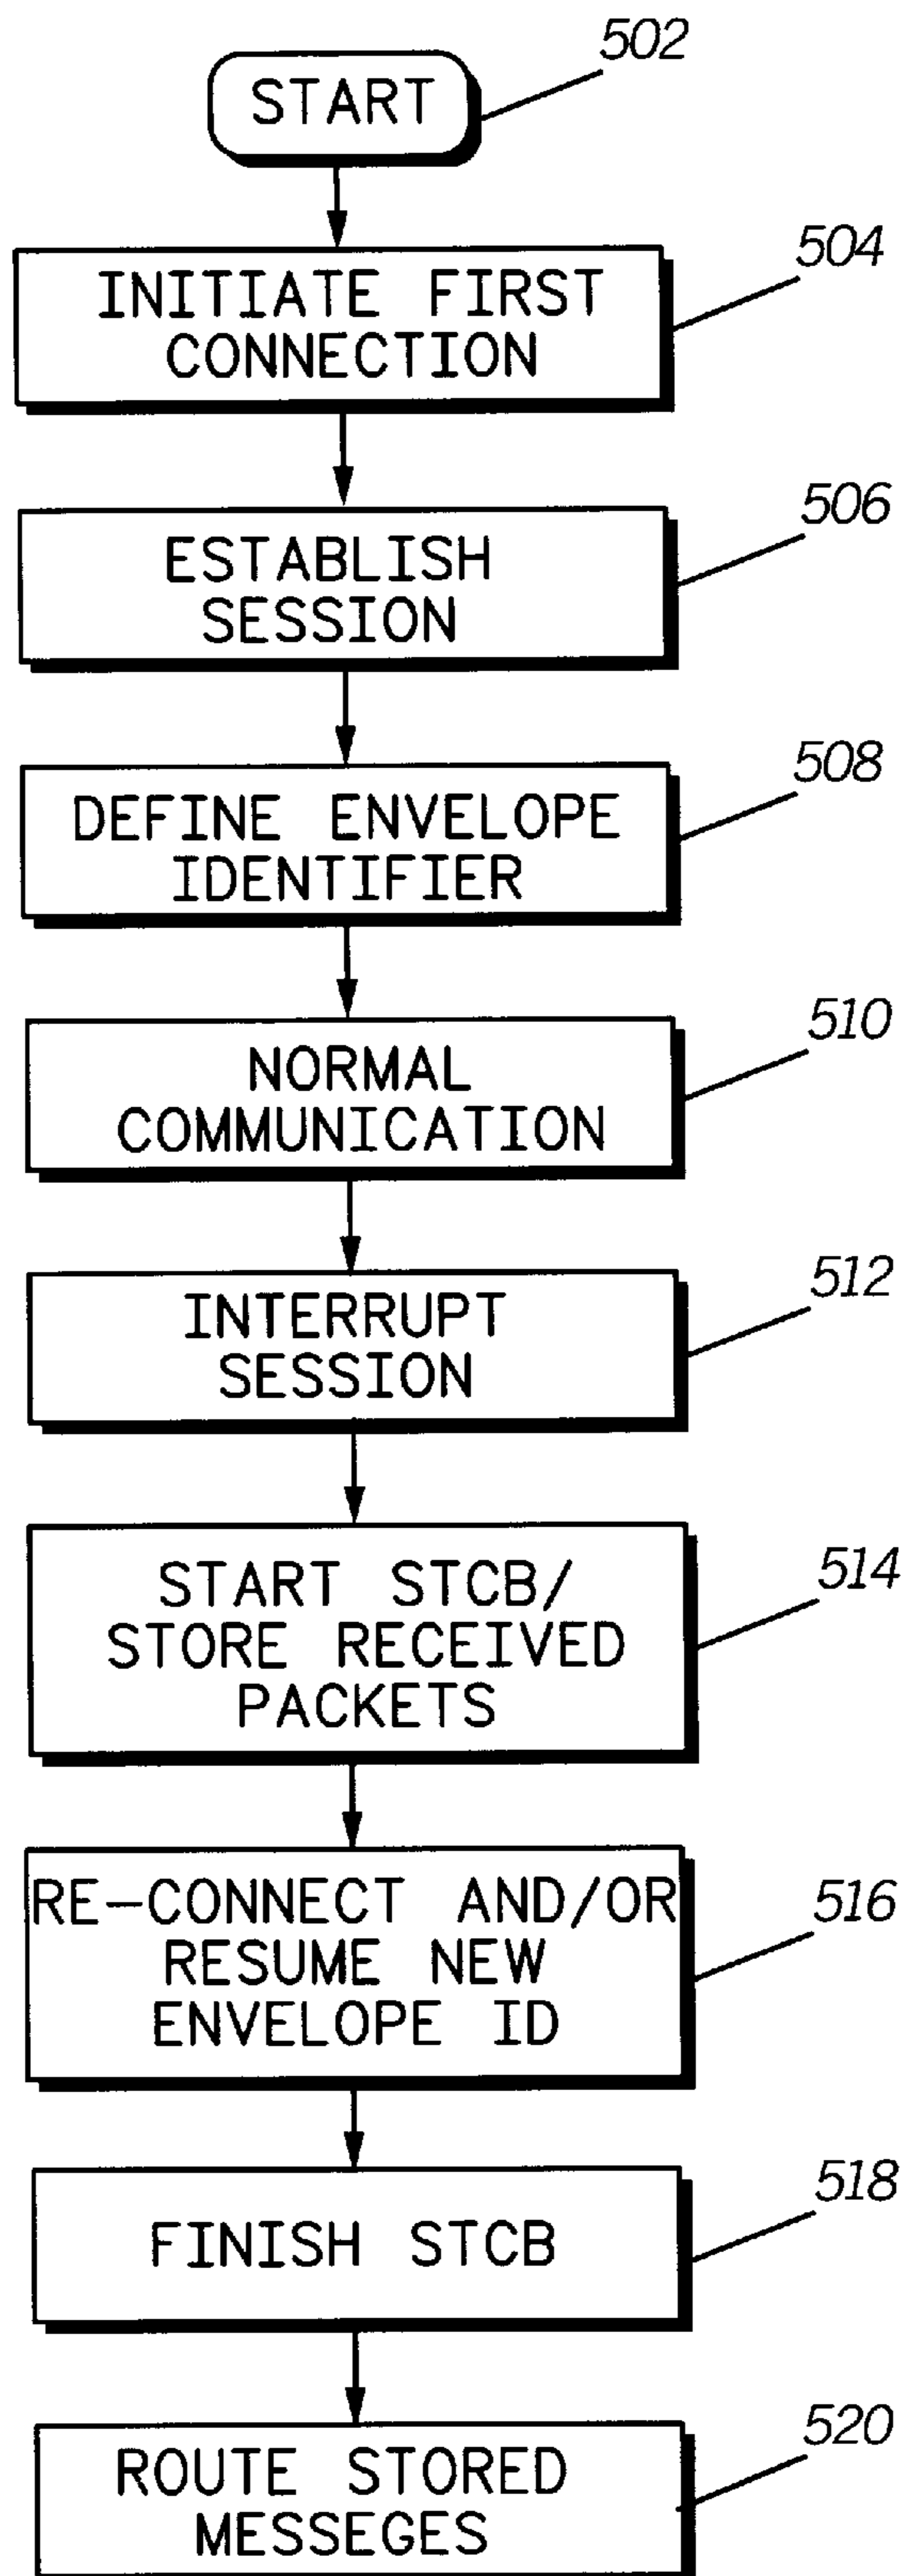 502
START
504
INITIATE FIRST
CONNECTION
506
ESTABLISH
SESSION
508
DEFINE ENVELOPE
IDENTIFIER
510
NORMAL
COMMUNICATION
512
INTERRUPT
SESSION
514
START STCB/
STORE RECEIVED
PACKETS
516
RE-CONNECT AND/OR
RESUME NEW
ENVELOPE ID
518
FINISH STCB
520
ROUTE STORED
MESSEGES